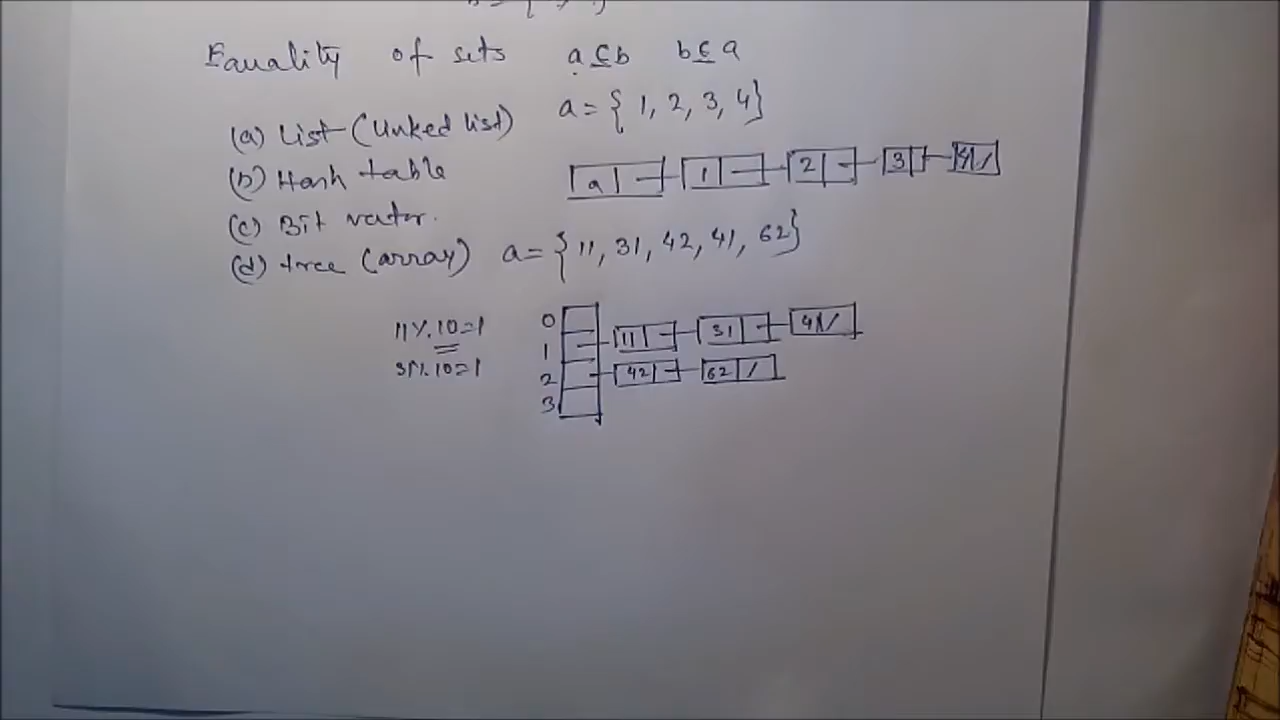 Equality of sets a ⊆ b b ⊆ a
(a) List (Linked list) a = { 1, 2, 3, 4}
(b) Hash table
a 1 2 3 4 /
(c) Bit vector.
(d) tree (array) a = { 11, 31, 42, 41, 62}
11 % 10 = 1 0
1 11 31 41 /
31 % 10 = 1 2 42 62 /
3